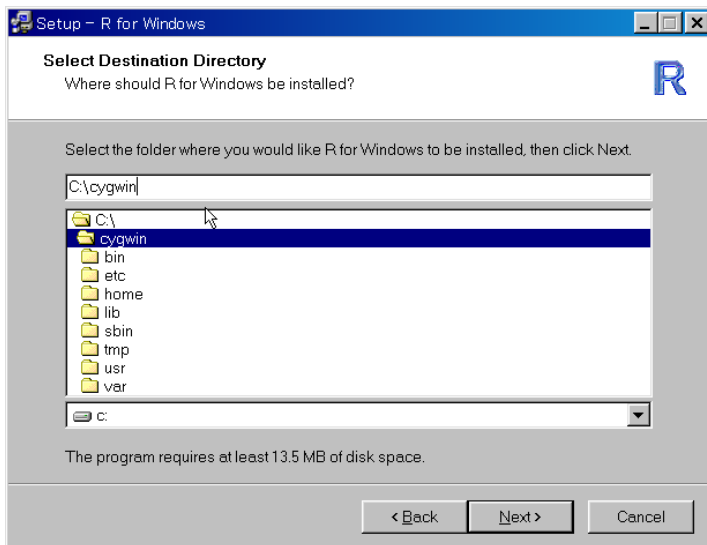 Setup - R for Windows
Select Destination Directory
Where should R for Windows be installed?
R
Select the folder where you would like R for Windows to be installed, then click Next.
C:\cygwin
C:\
cygwin
bin
etc
home
lib
sbin
tmp
usr
var
c:
The program requires at least 13.5 MB of disk space.
< Back Next > Cancel